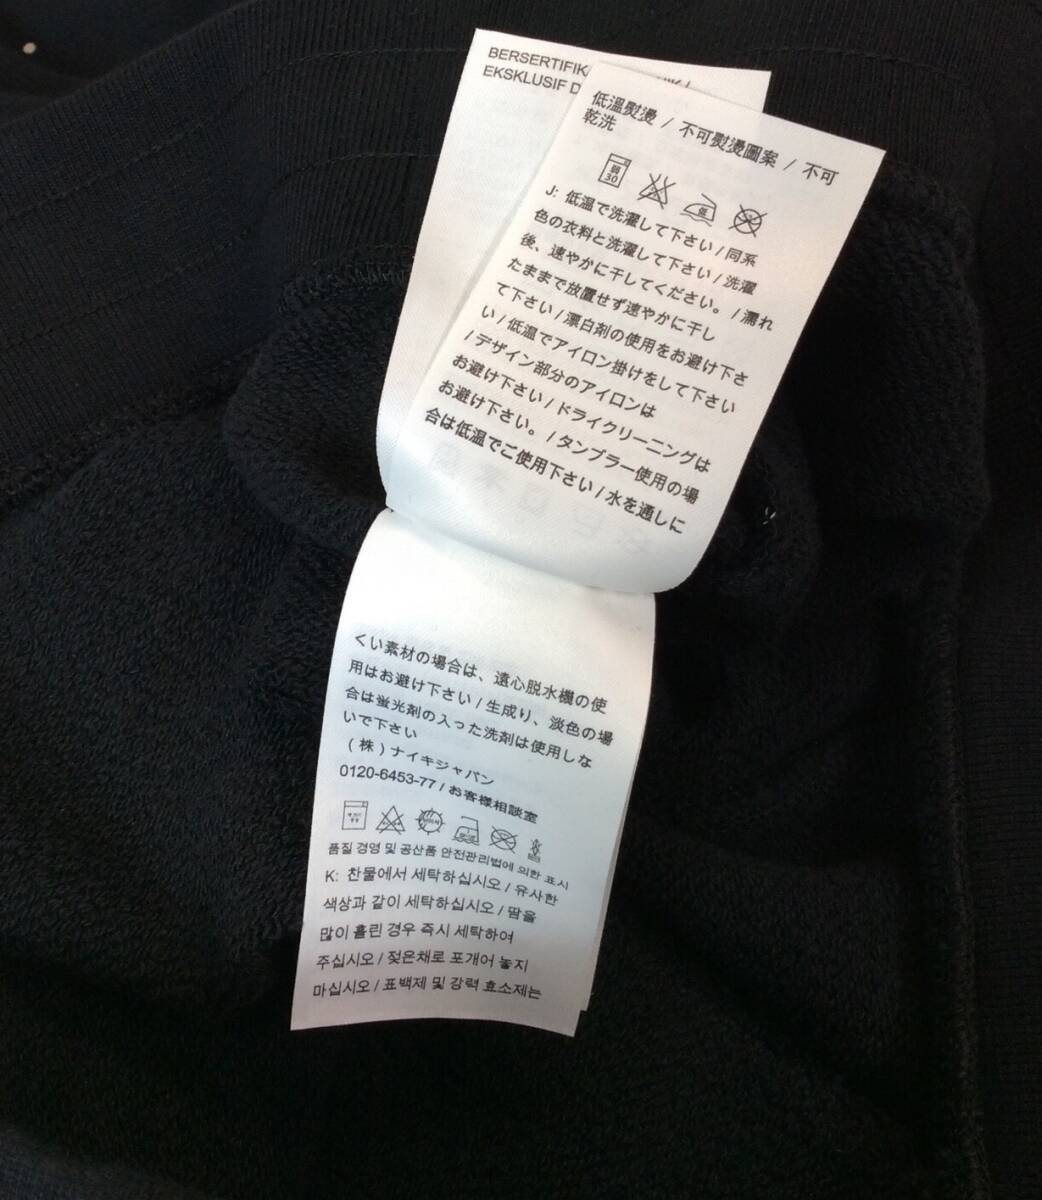 BERSERTIFIKA
EKSKLUSIF D
低溫熨燙 / 不可熨燙圖案 / 不可
乾洗
弱
30
低
J: 低温で洗濯して下さい / 同系
色の衣料と洗濯して下さい / 洗濯
後、速やかに干してください。 / 濡れ
たままで放置せず速やかに干し
て下さい / 漂白剤の使用をお避け下さ
い / 低温でアイロン掛けをして下さい
/ デザイン部分のアイロンは
お避け下さい / ドライクリーニングは
お避け下さい。 / タンブラー使用の場
合は低温でご使用下さい / 水を通しに
くい素材の場合は、遠心脱水機の使
用はお避け下さい / 生成り、淡色の場
合は蛍光剤の入った洗剤は使用しな
いで下さい
(株) ナイキジャパン
0120-6453-77 / お客様相談室
품질 경영 및 공산품 안전관리법에 의한 표시
K: 찬물에서 세탁하십시오 / 유사한
색상과 같이 세탁하십시오 / 땀을
많이 흘린 경우 즉시 세탁하여
주십시오 / 젖은채로 포개어 놓지
마십시오 / 표백제 및 강력 효소제는